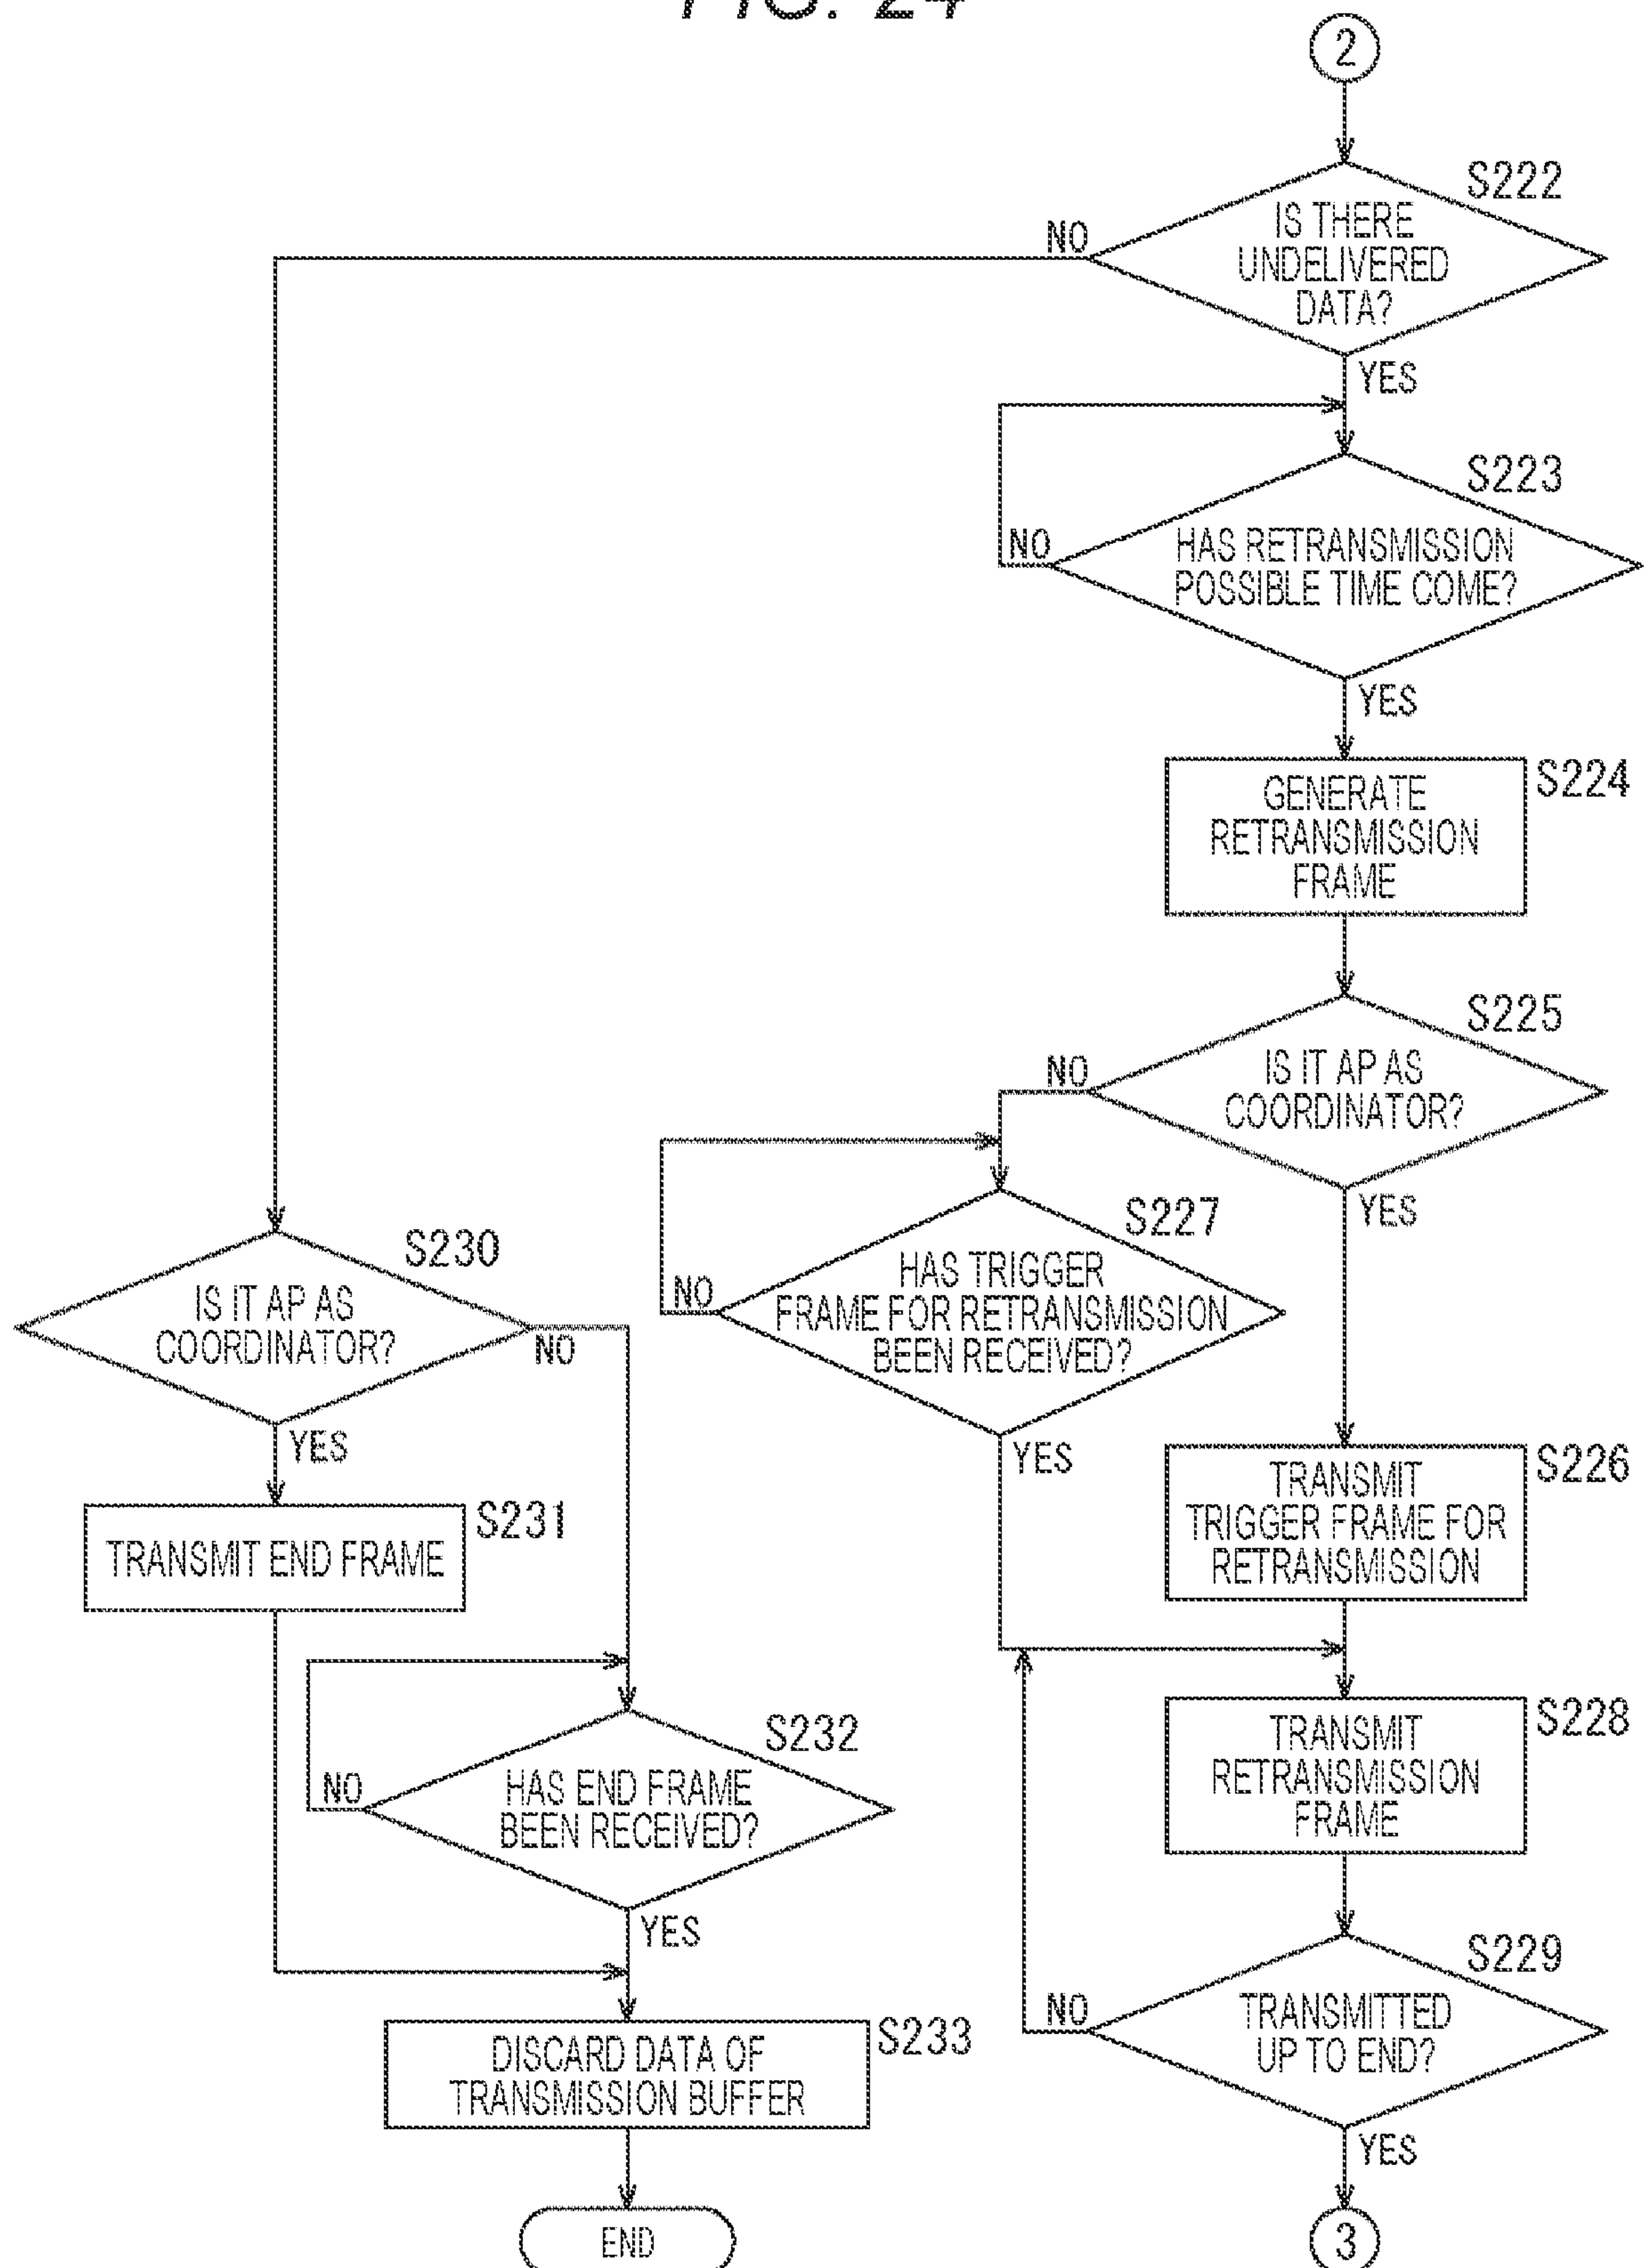 FIG. 24
2
S222
IS THERE
UNDELIVERED
DATA?
NO
YES
S223
HAS RETRANSMISSION
POSSIBLE TIME COME?
NO
YES
S224
GENERATE
RETRANSMISSION
FRAME
S225
IS IT AP AS
COORDINATOR?
NO
YES
S227
HAS TRIGGER
FRAME FOR RETRANSMISSION
BEEN RECEIVED?
NO
YES
S226
TRANSMIT
TRIGGER FRAME FOR
RETRANSMISSION
S228
TRANSMIT
RETRANSMISSION
FRAME
S229
TRANSMITTED
UP TO END?
NO
YES
3
S230
IS IT AP AS
COORDINATOR?
NO
YES
S231
TRANSMIT END FRAME
S232
HAS END FRAME
BEEN RECEIVED?
NO
YES
S233
DISCARD DATA OF
TRANSMISSION BUFFER
END